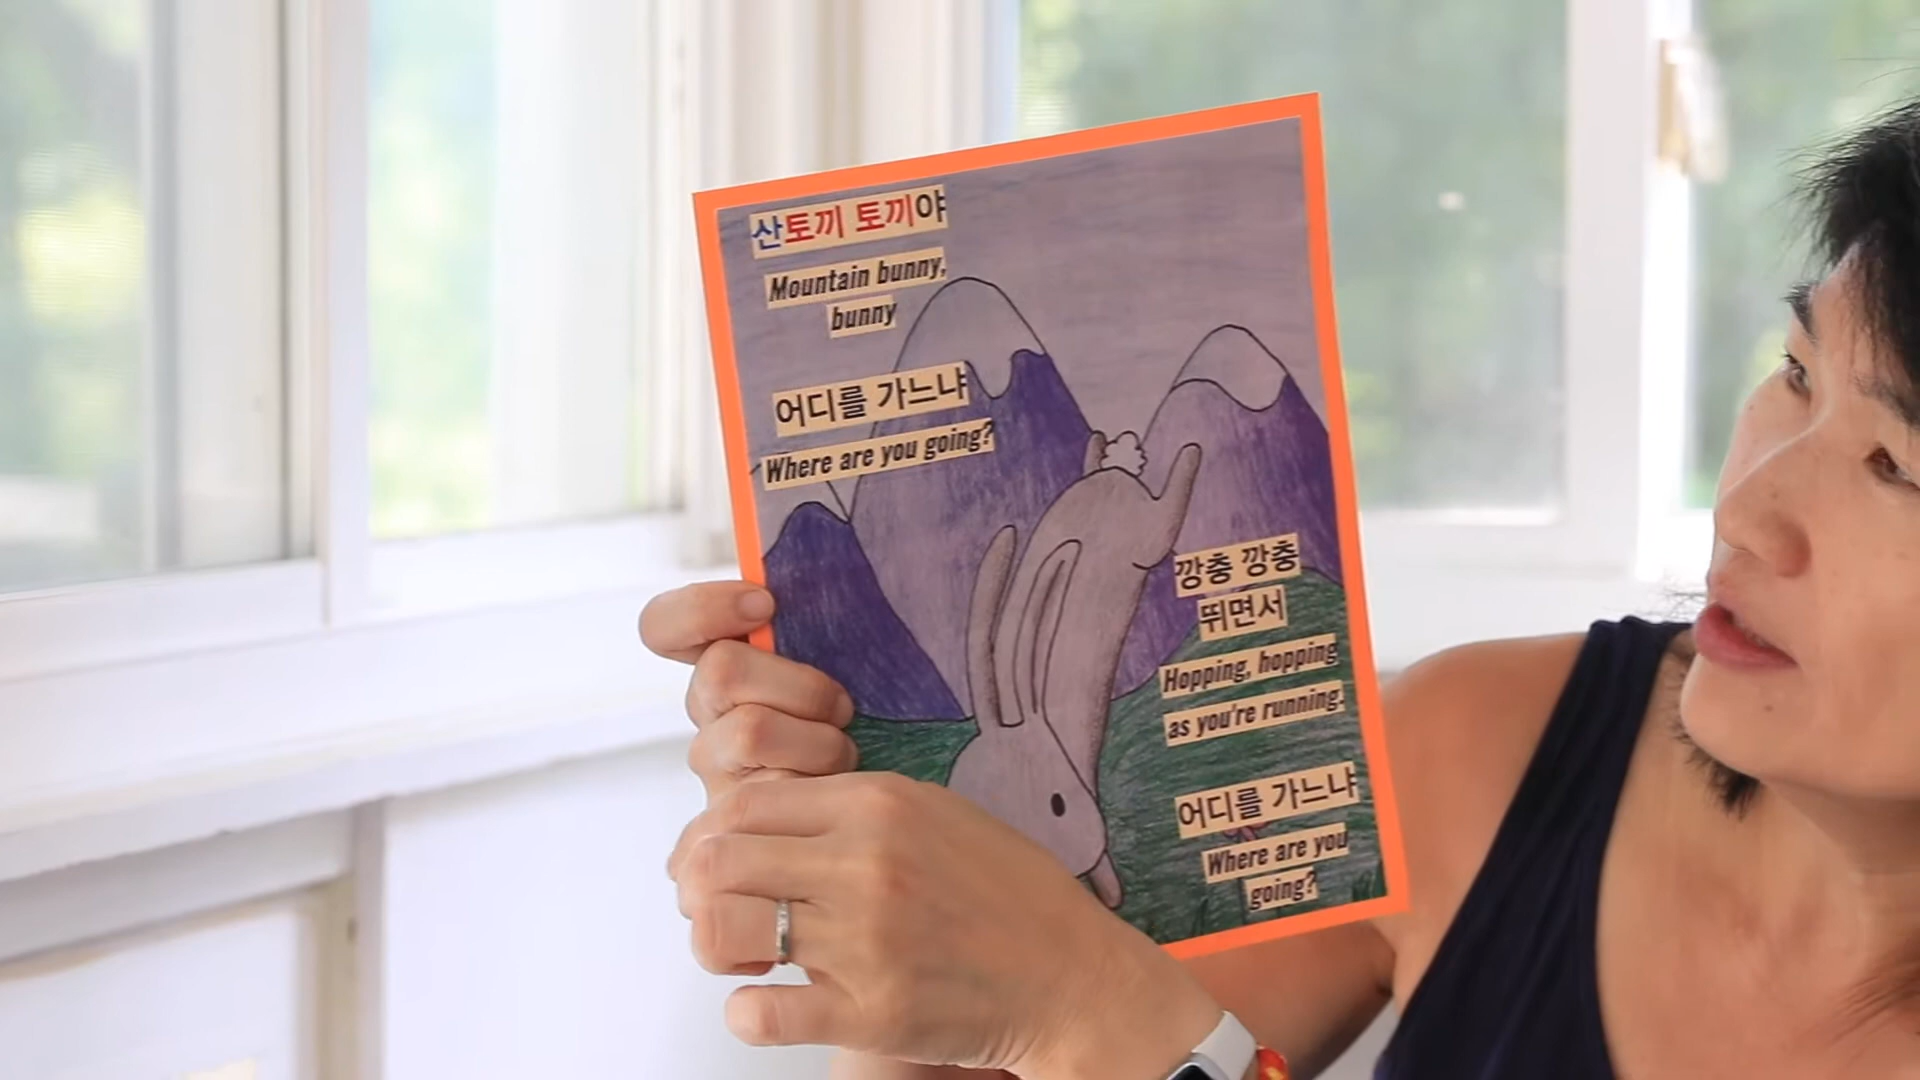 산토끼 토끼야
Mountain bunny,
bunny
어디를 가느냐
Where are you going?
깡충 깡충
뛰면서
Hopping, hopping
as you're running.
어디를 가느냐
Where are you
going?